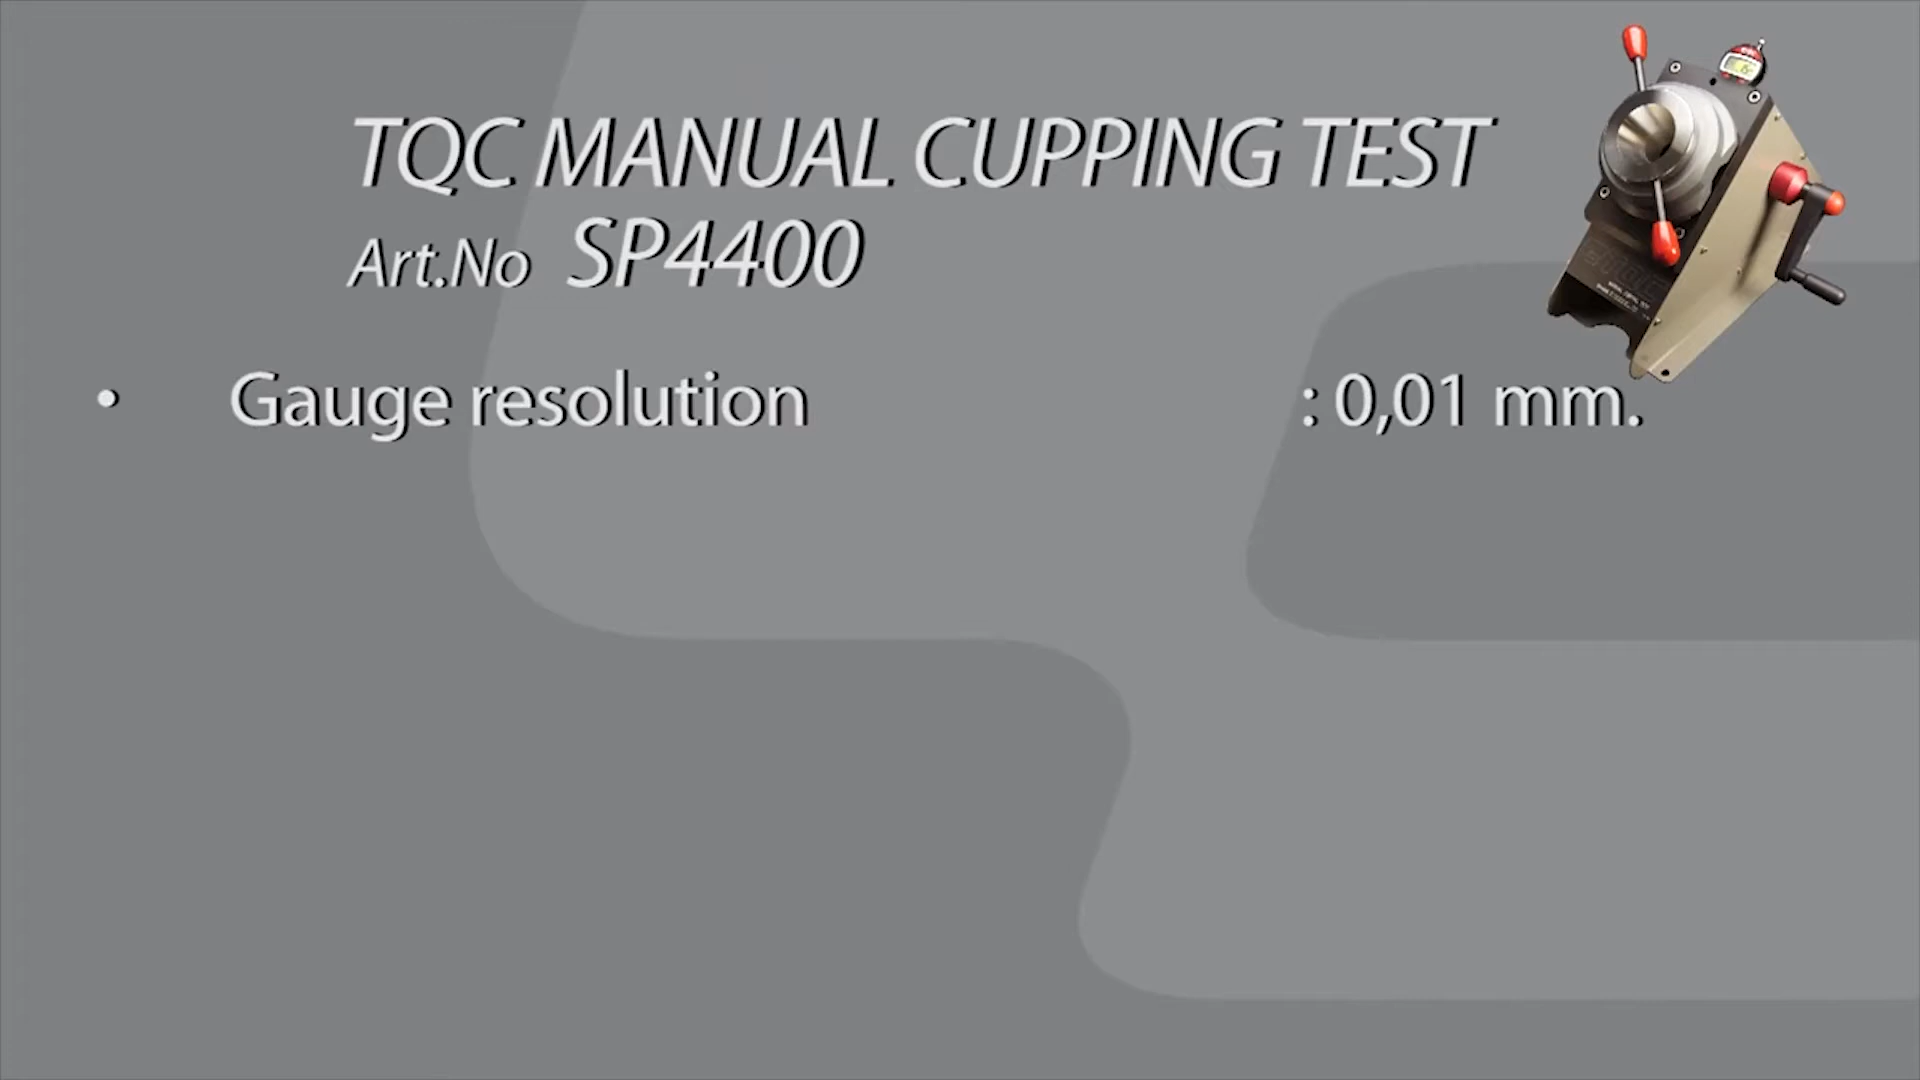 TQC MANUAL CUPPING TEST
Art.No SP4400
• Gauge resolution : 0,01 mm.